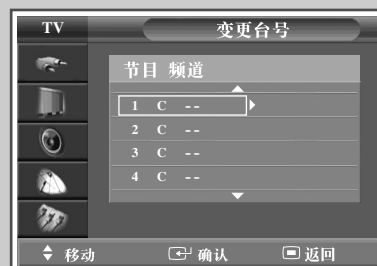 TV 变更台号
节目 频道
1 C --
2 C --
3 C --
4 C --
移动 确认 返回